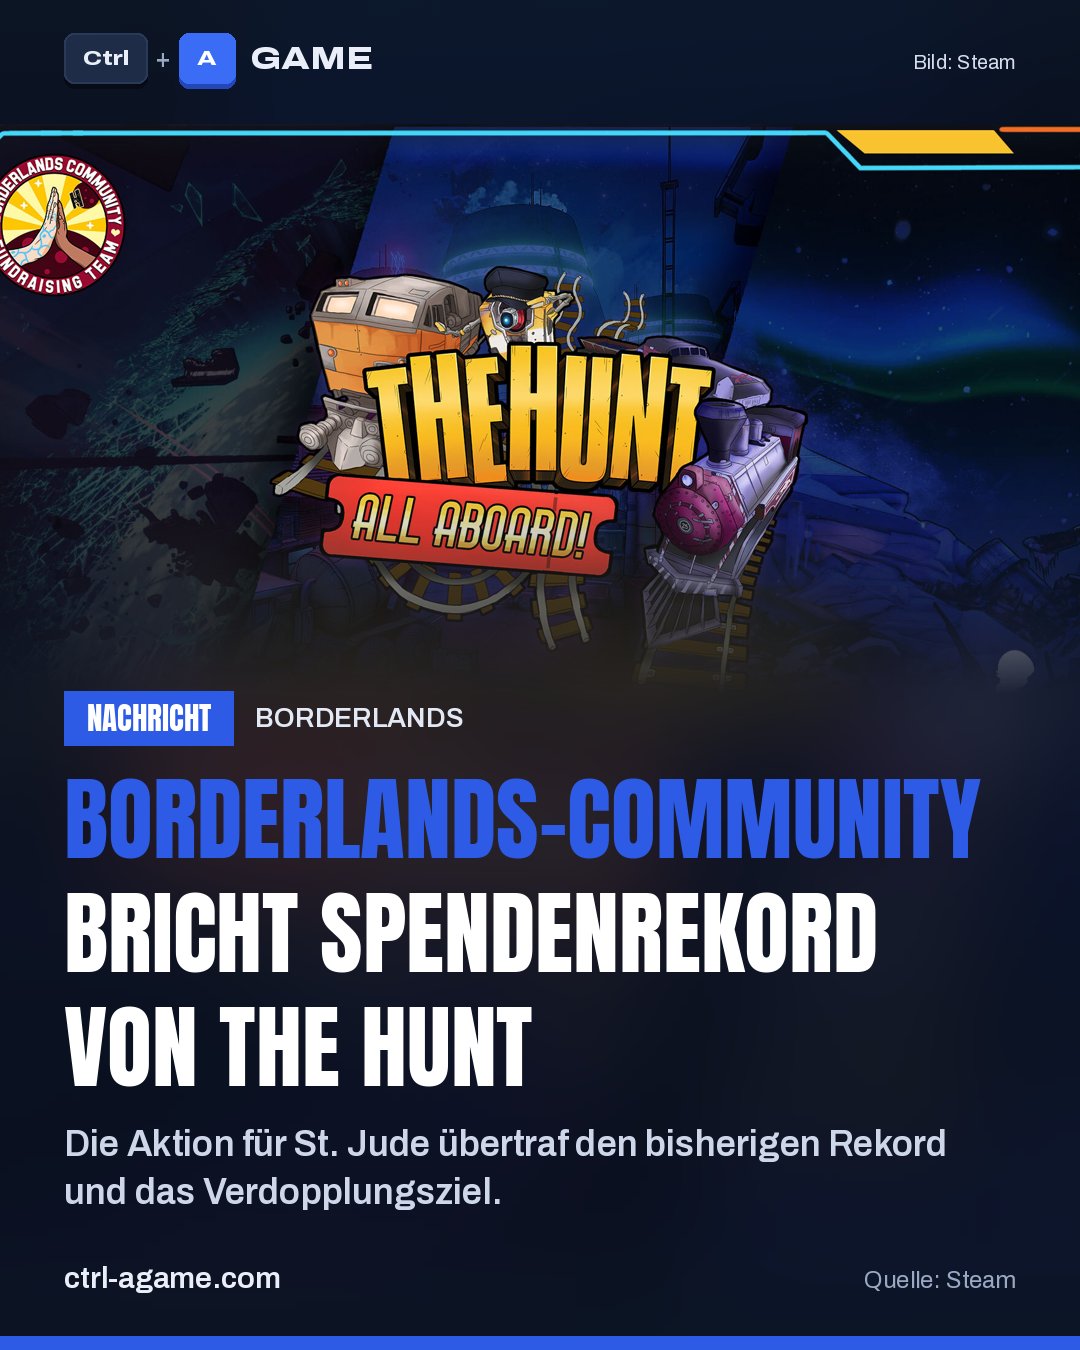 Ctrl + A GAME
Bild: Steam
BORDERLANDS COMMUNITY
FUNDRAISING TEAM
THE HUNT
ALL ABOARD!
NACHRICHT BORDERLANDS
BORDERLANDS-COMMUNITY
BRICHT SPENDENREKORD
VON THE HUNT
Die Aktion für St. Jude übertraf den bisherigen Rekord
und das Verdopplungsziel.
ctrl-agame.com
Quelle: Steam